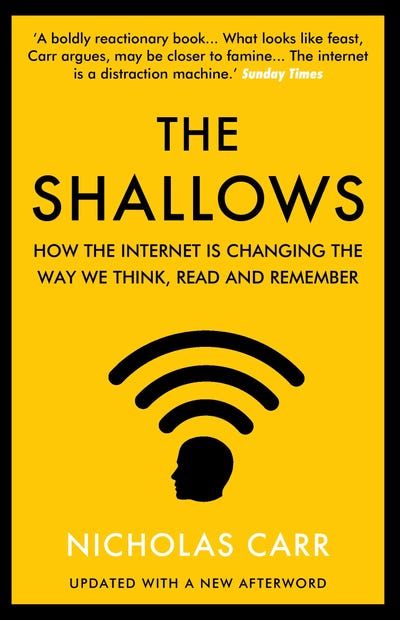 ‘A boldly reactionary book... What looks like feast,
Carr argues, may be closer to famine... The internet
is a distraction machine.’ Sunday Times
THE
SHALLOWS
HOW THE INTERNET IS CHANGING THE
WAY WE THINK, READ AND REMEMBER
NICHOLAS CARR
UPDATED WITH A NEW AFTERWORD